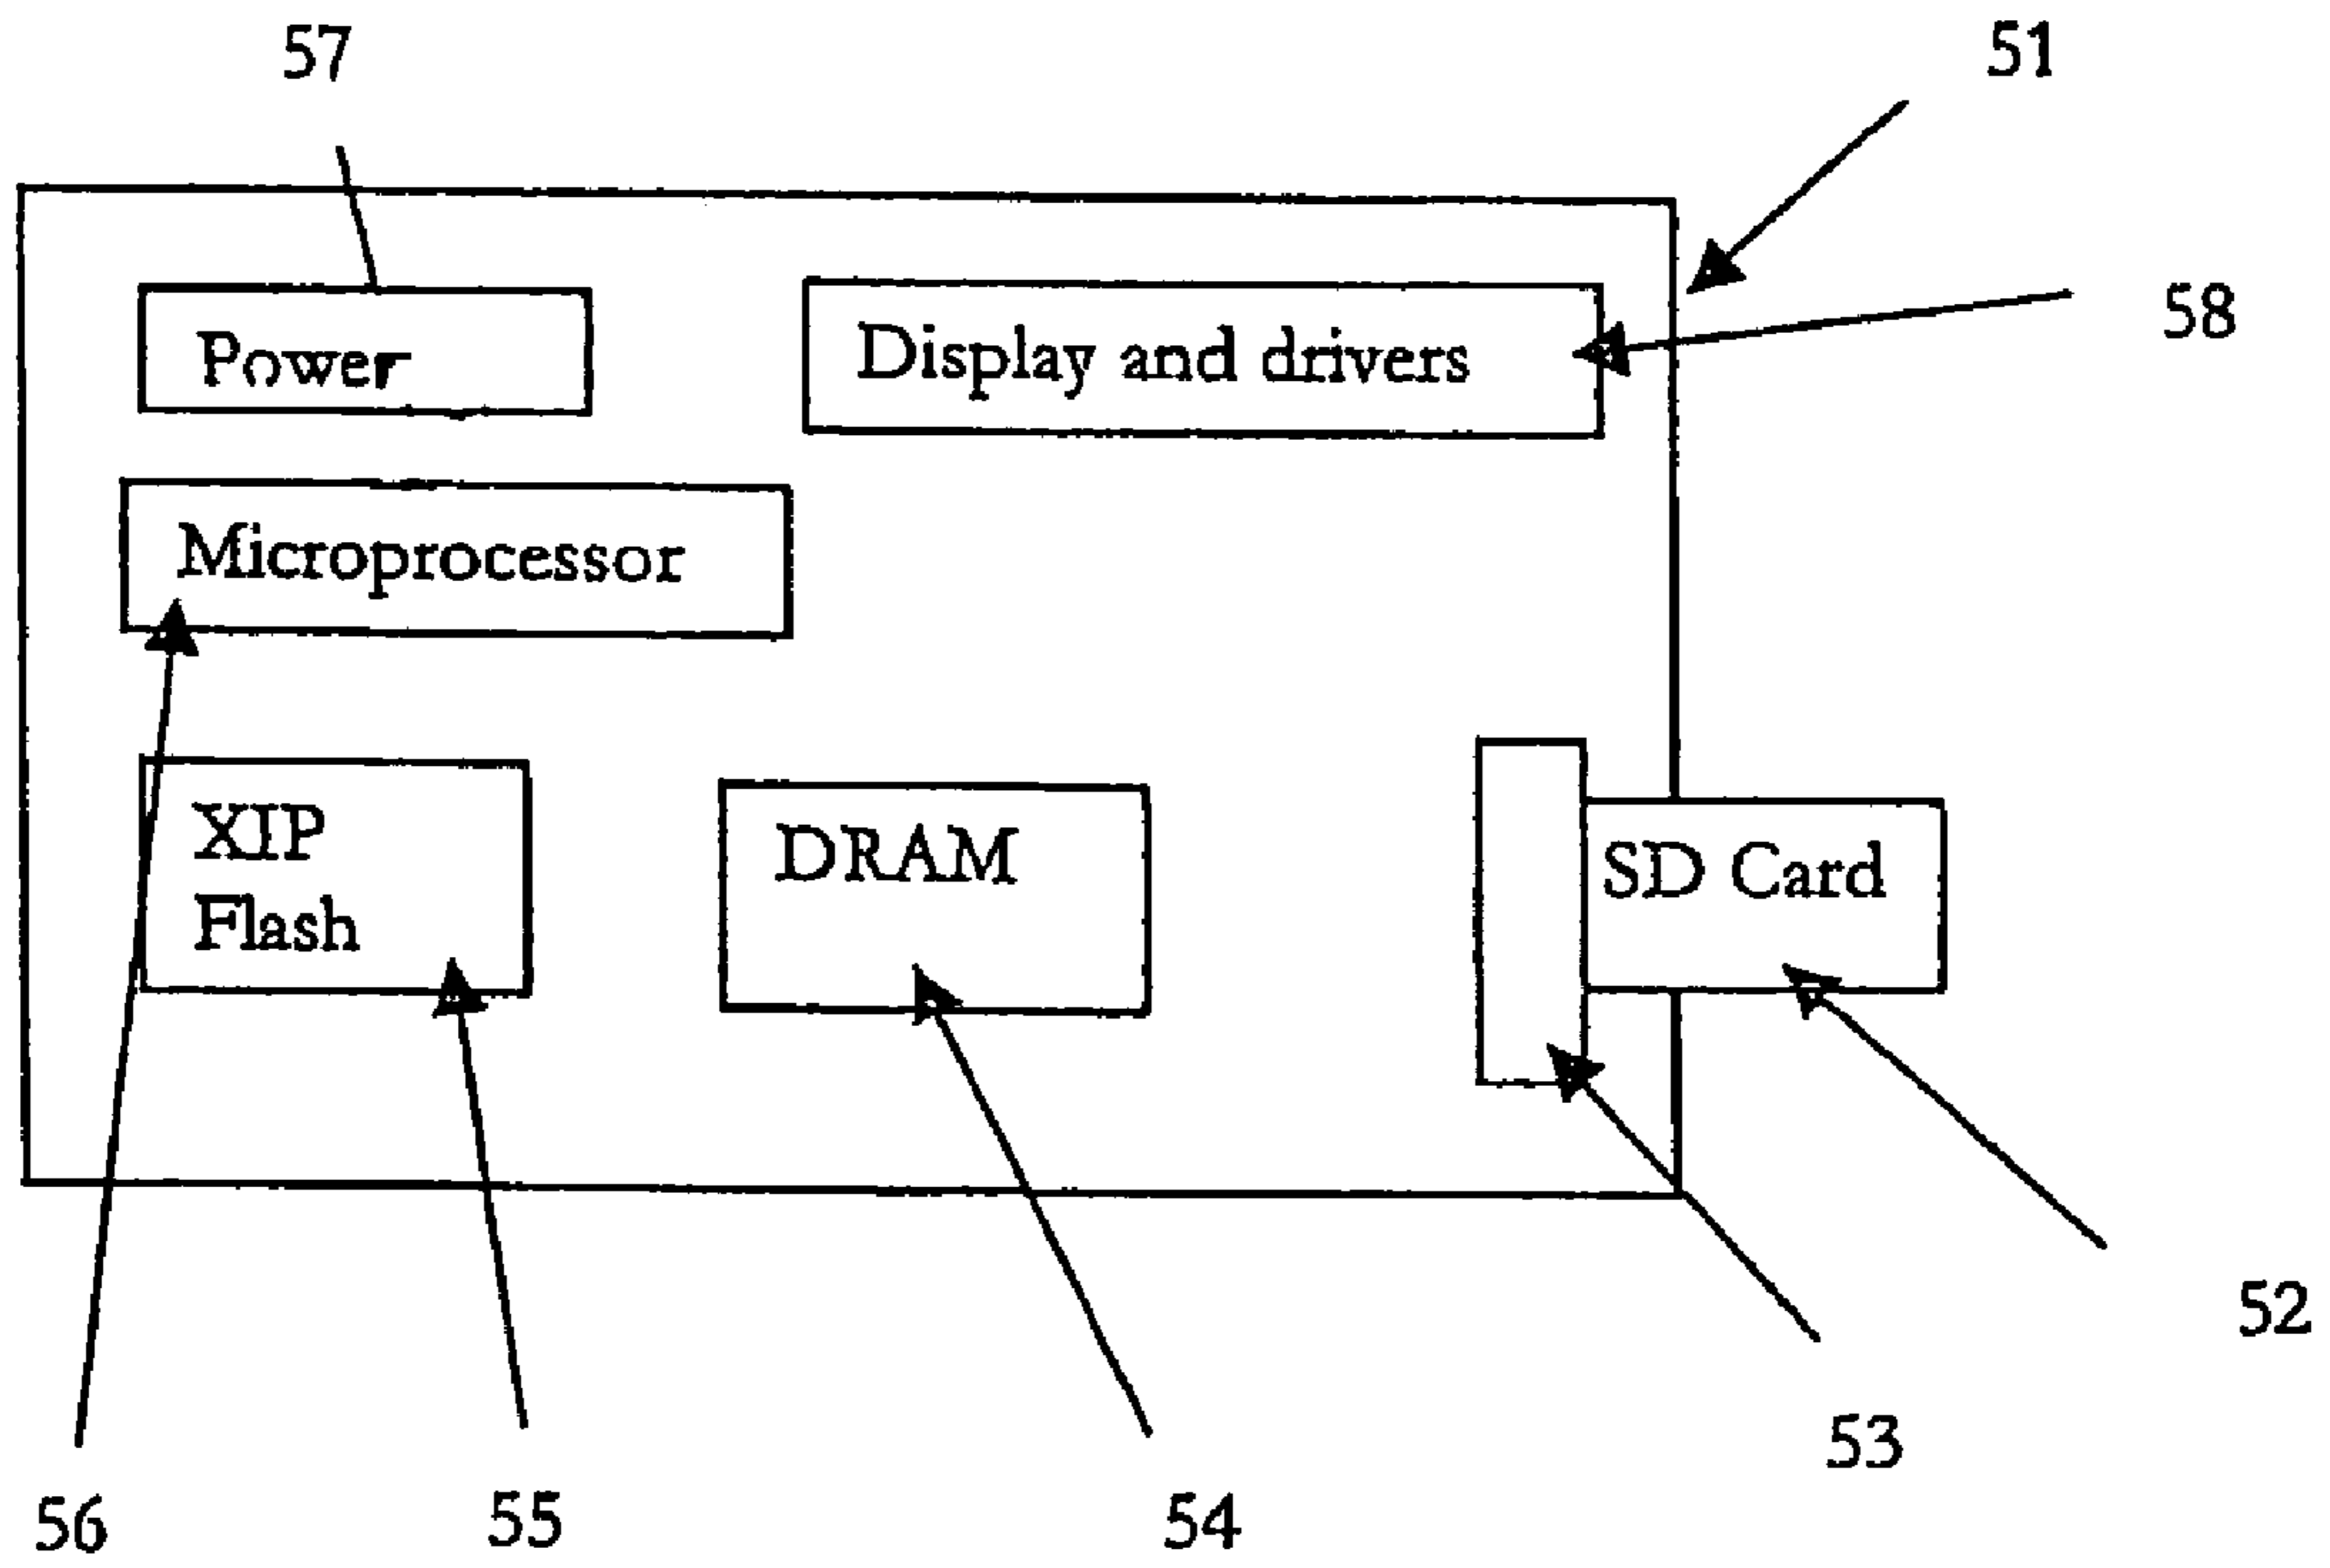 57
51
58
Power
Display and drivers
Microprocessor
XIP
Flash
DRAM
SD Card
52
53
54
55
56